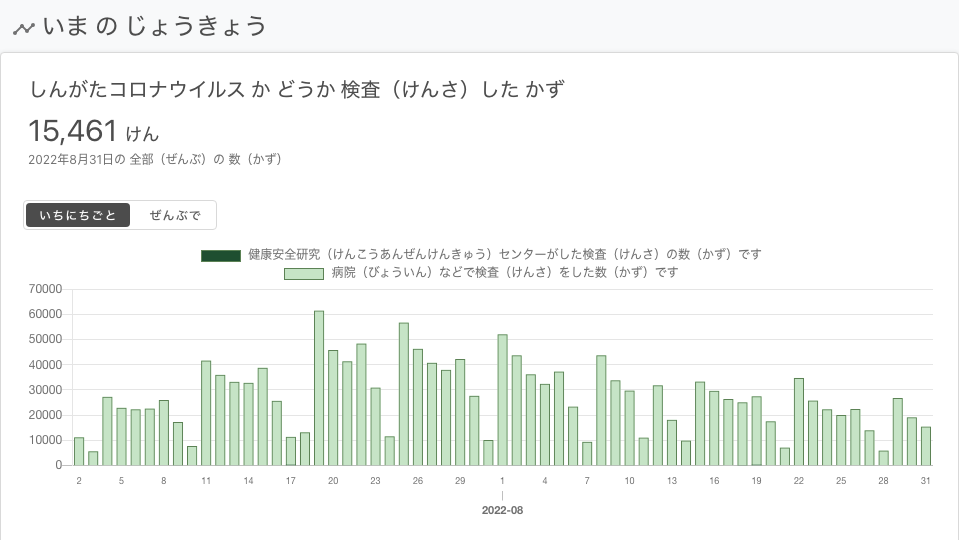 いま の じょうきょう
しんがたコロナウイルス か どうか 検査（けんさ）した かず
15,461 けん
2022年8月31日の 全部（ぜんぶ）の 数（かず）
いちにちごと ぜんぶで
健康安全研究（けんこうあんぜんけんきゅう）センターがした検査（けんさ）の数（かず）です
病院（びょういん）などで検査（けんさ）をした数（かず）です
70000
60000
50000
40000
30000
20000
10000
0
2 5 8 11 14 17 20 23 26 29 1 4 7 10 13 16 19 22 25 28 31
2022-08